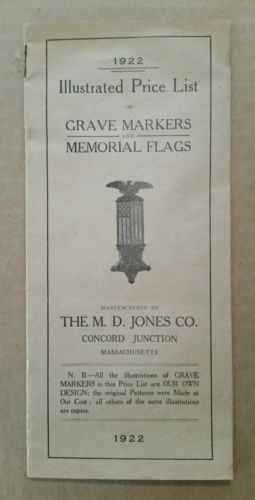 1922
Illustrated Price List
OF
GRAVE MARKERS
AND
MEMORIAL FLAGS
MANUFACTURED BY
THE M. D. JONES CO.
CONCORD JUNCTION
MASSACHUSETTS
N. B.—All the illustrations of GRAVE
MARKERS in this Price List are OUR OWN
DESIGN; the original Patterns were Made at
Our Cost; all others of the same illustrations
are copies.
1922